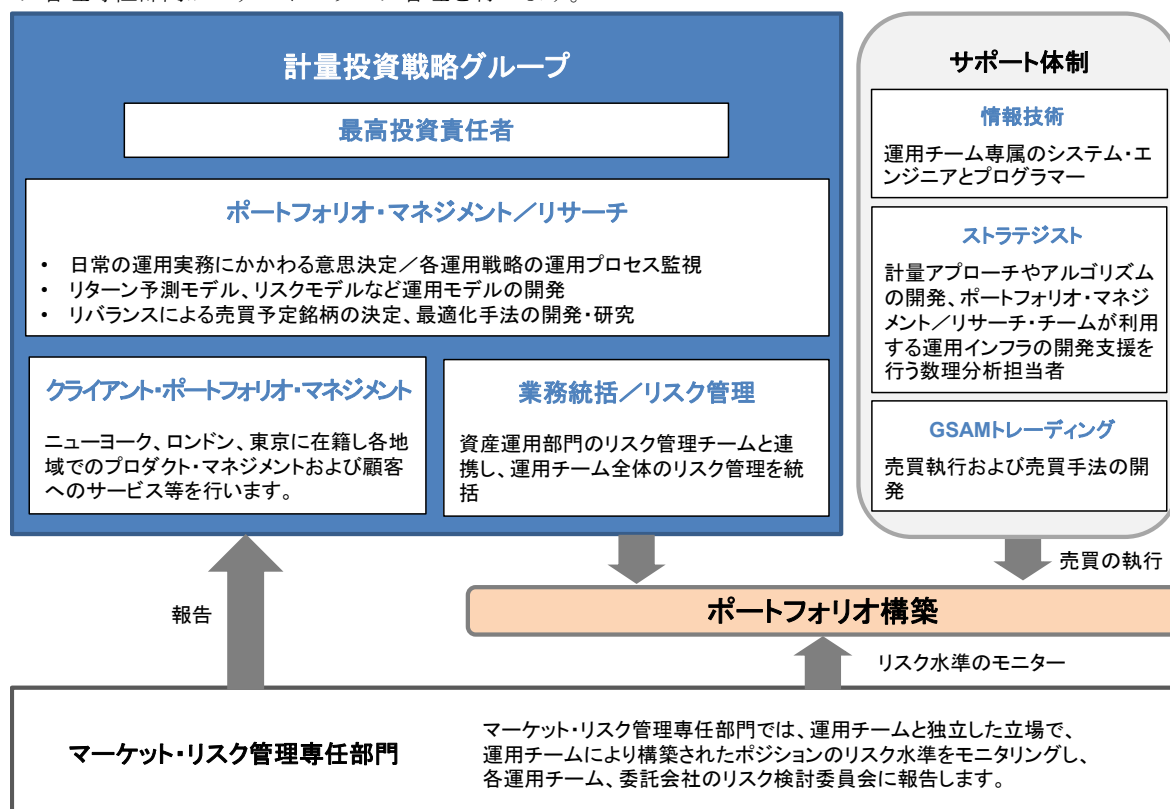 計量投資戦略グループ
最高投資責任者
ポートフォリオ・マネジメント／リサーチ
• 日常の運用実務にかかわる意思決定／各運用戦略の運用プロセス監視
• リターン予測モデル、リスクモデルなど運用モデルの開発
• リバランスによる売買予定銘柄の決定、最適化手法の開発・研究
クライアント・ポートフォリオ・マネジメント
ニューヨーク、ロンドン、東京に在籍し各地
域でのプロダクト・マネジメントおよび顧客
へのサービス等を行います。
業務統括／リスク管理
資産運用部門のリスク管理チームと連
携し、運用チーム全体のリスク管理を統
括
サポート体制
情報技術
運用チーム専属のシステム・エ
ンジニアとプログラマー
ストラテジスト
計量アプローチやアルゴリズム
の開発、ポートフォリオ・マネジ
メント／リサーチ・チームが利用
する運用インフラの開発支援を
行う数理分析担当者
GSAMトレーディング
売買執行および売買手法の開
発
売買の執行
報告
ポートフォリオ構築
リスク水準のモニター
マーケット・リスク管理専任部門
マーケット・リスク管理専任部門では、運用チームと独立した立場で、
運用チームにより構築されたポジションのリスク水準をモニタリングし、
各運用チーム、委託会社のリスク検討委員会に報告します。